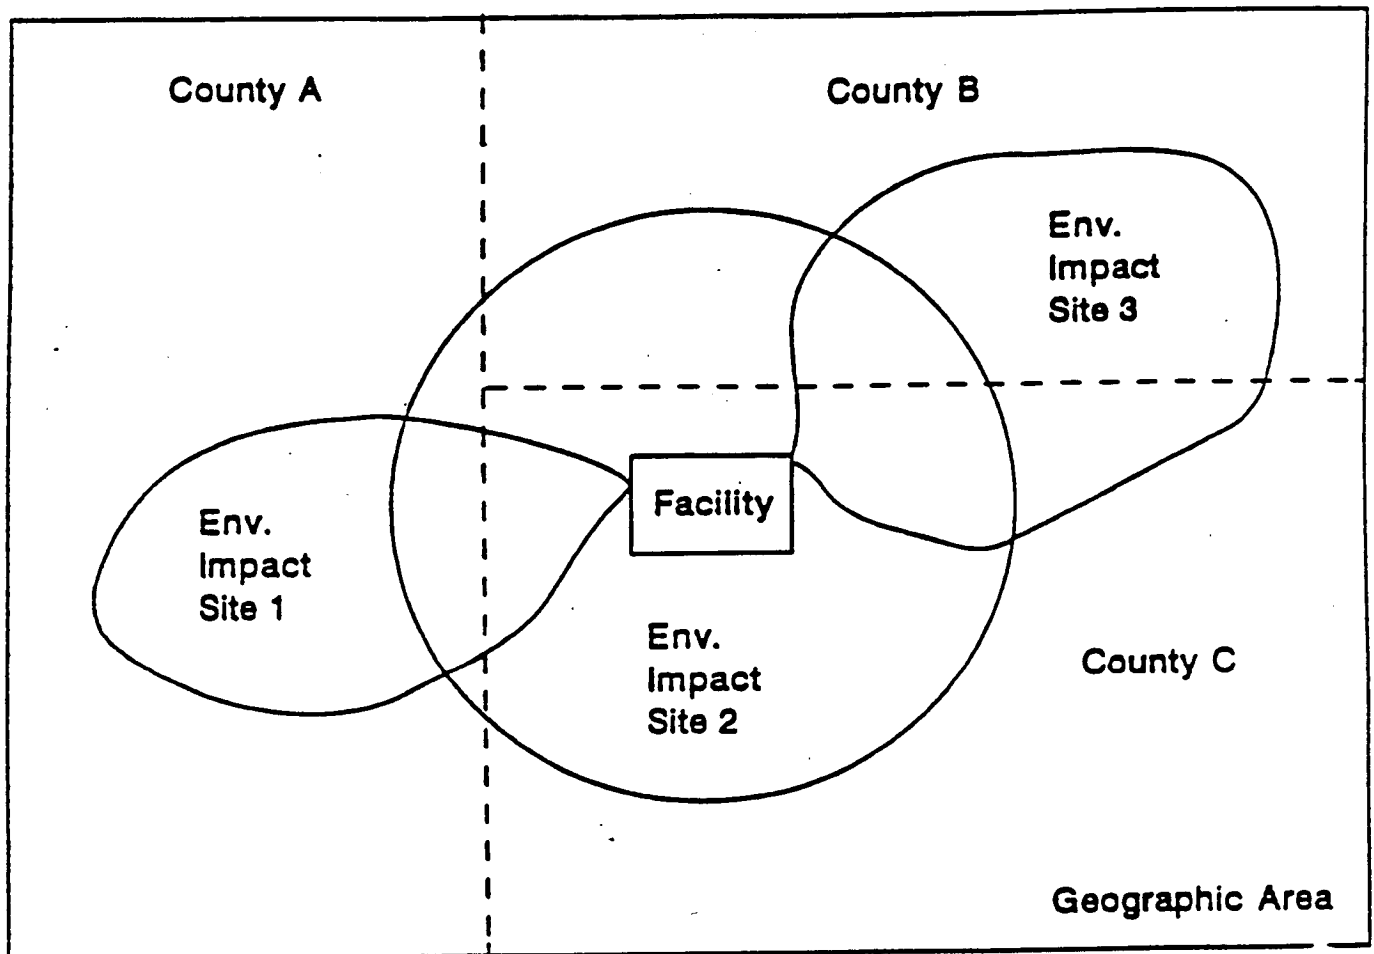 County A
County B
Env.
Impact
Site 3
Facility
Env.
Impact
Site 1
Env.
Impact
Site 2
County C
Geographic Area